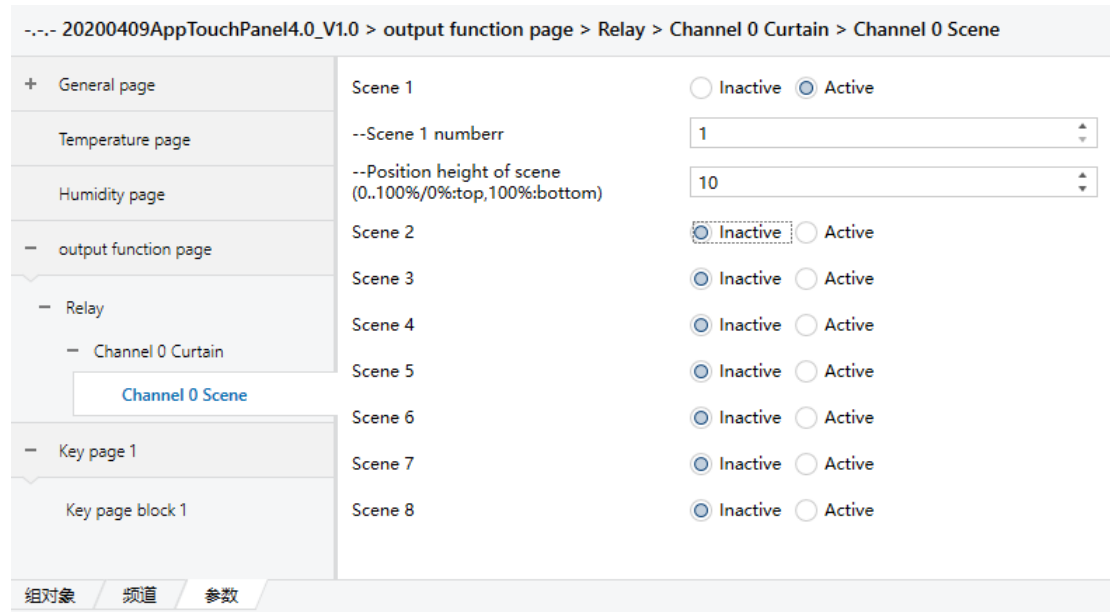 -.-.- 20200409AppTouchPanel4.0_V1.0 > output function page > Relay > Channel 0 Curtain > Channel 0 Scene
+ General page
Temperature page
Humidity page
− output function page
− Relay
− Channel 0 Curtain
Channel 0 Scene
− Key page 1
Key page block 1
Scene 1 Inactive Active
--Scene 1 numberr 1
--Position height of scene
(0..100%/0%:top,100%:bottom) 10
Scene 2 Inactive Active
Scene 3 Inactive Active
Scene 4 Inactive Active
Scene 5 Inactive Active
Scene 6 Inactive Active
Scene 7 Inactive Active
Scene 8 Inactive Active
组对象 频道 参数